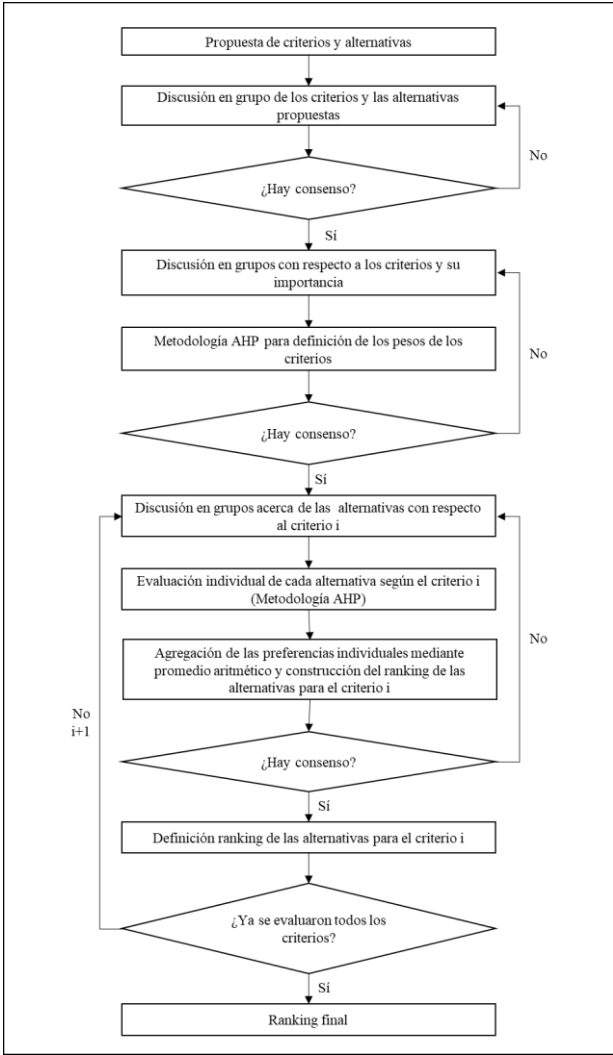 Propuesta de criterios y alternativas
Discusión en grupo de los criterios y las alternativas
propuestas
No
¿Hay consenso?
Sí
Discusión en grupos con respecto a los criterios y su
importancia
Metodología AHP para definición de los pesos de los
criterios
No
¿Hay consenso?
Sí
Discusión en grupos acerca de las alternativas con respecto
al criterio i
Evaluación individual de cada alternativa según el criterio i
(Metodología AHP)
No
Agregación de las preferencias individuales mediante
promedio aritmético y construcción del ranking de las
alternativas para el criterio i
No
i+1
¿Hay consenso?
Sí
Definición ranking de las alternativas para el criterio i
¿Ya se evaluaron todos los
criterios?
Sí
Ranking final